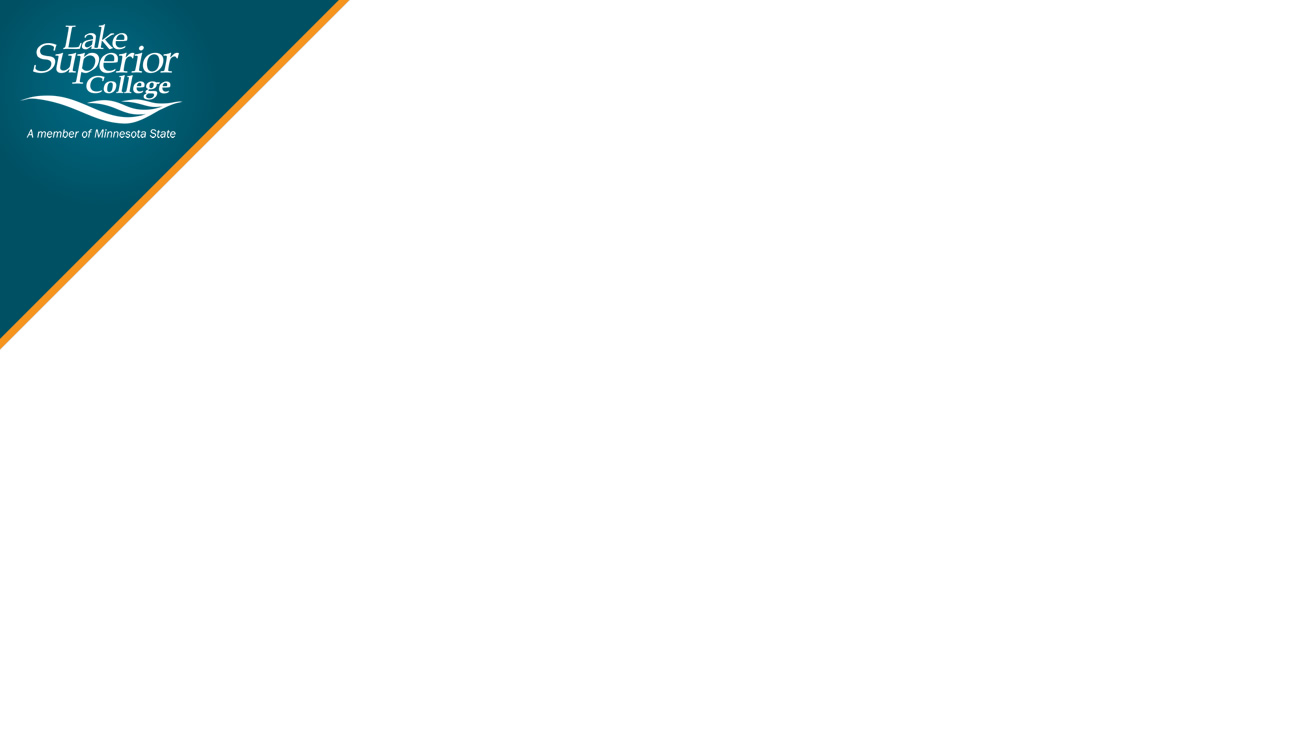 Lake
Superior
College
A member of Minnesota State